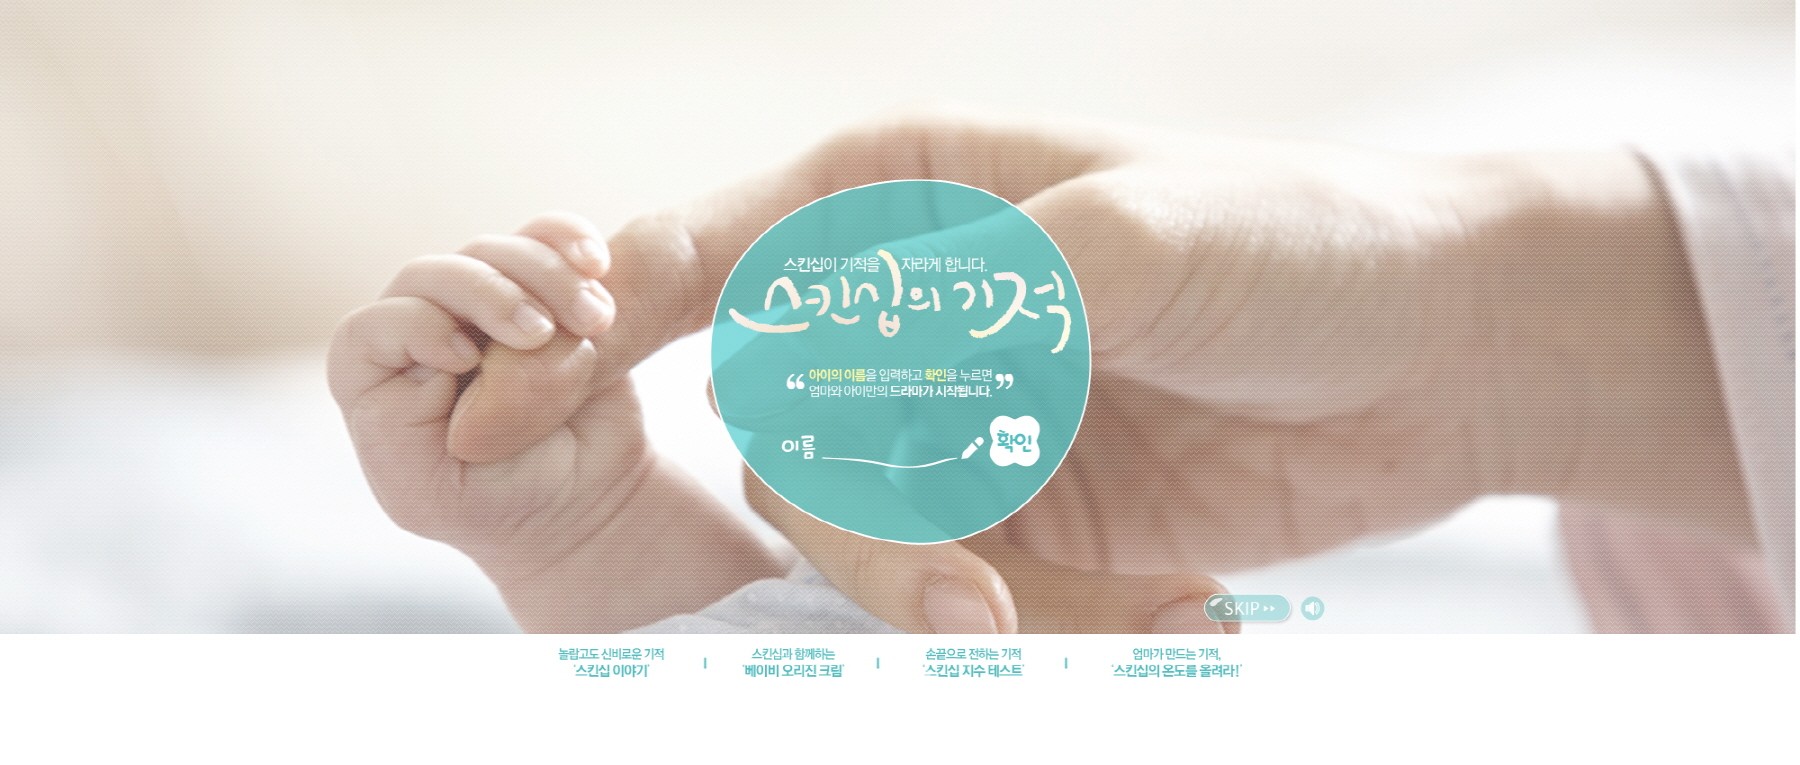 스킨십이 기적을 자라게 합니다.
스킨십의 기적
“ 아이의 이름을 입력하고 확인을 누르면
엄마와 아이만의 드라마가 시작됩니다. ”
이름
확인
SKIP
놀랍고도 신비로운 기적
'스킨십 이야기'
스킨십과 함께하는
'베이비 오리진 크림'
손끝으로 전하는 기적
'스킨십 지수 테스트'
엄마가 만드는 기적,
'스킨십의 온도를 올려라!'